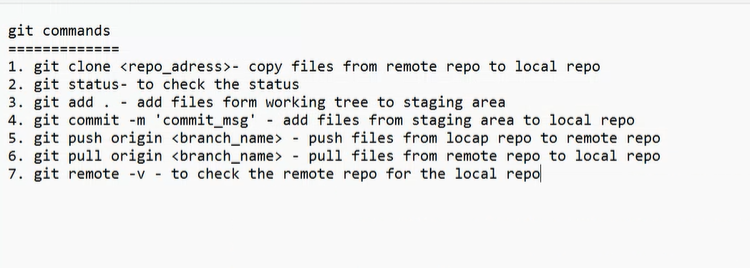 git commands
=============
1. git clone <repo_adress>- copy files from remote repo to local repo
2. git status- to check the status
3. git add . - add files form working tree to staging area
4. git commit -m 'commit_msg' - add files from staging area to local repo
5. git push origin <branch_name> - push files from locap repo to remote repo
6. git pull origin <branch_name> - pull files from remote repo to local repo
7. git remote -v - to check the remote repo for the local repo